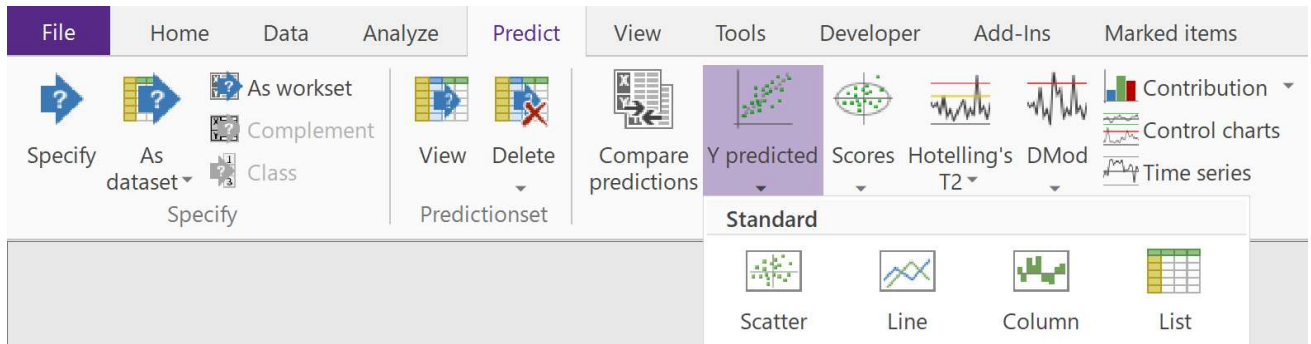 File Home Data Analyze Predict View Tools Developer Add-Ins Marked items
Specify
As
dataset
As workset
Complement
Class
Specify
View
Delete
Predictionset
Compare
predictions
Y predicted
Scores
Hotelling's
T2
DMod
Contribution
Control charts
Time series
Standard
Scatter
Line
Column
List